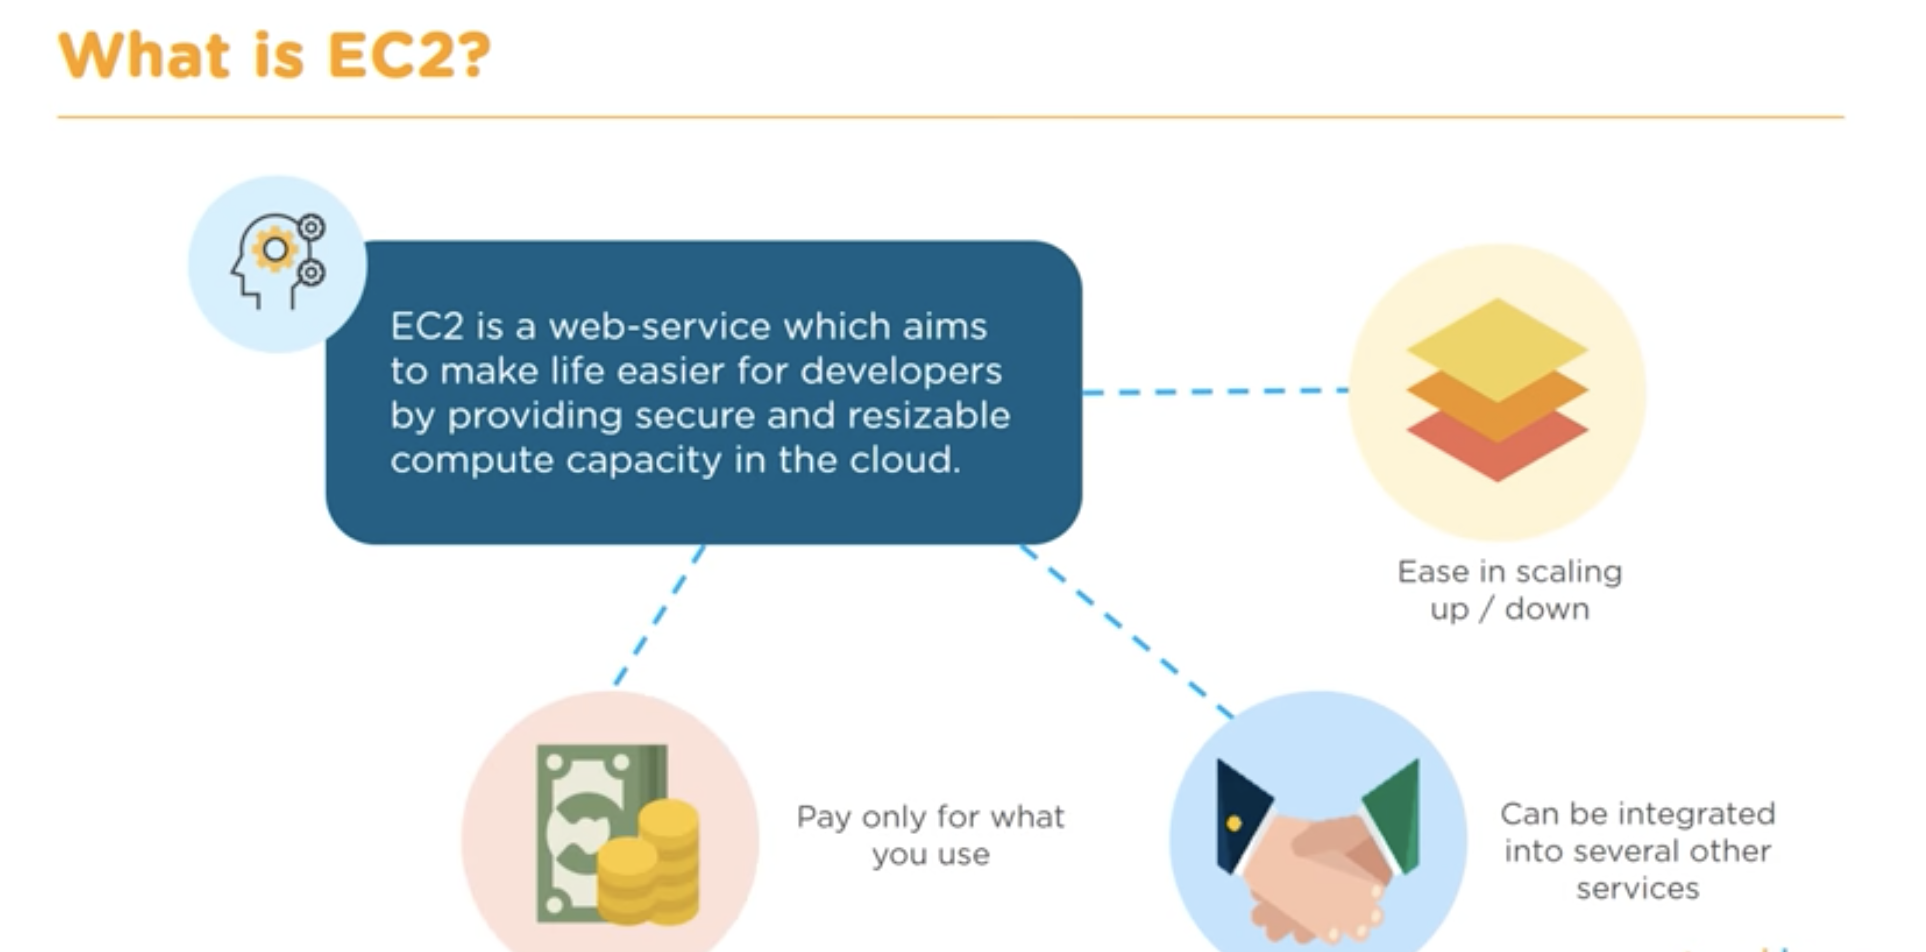 What is EC2?
EC2 is a web-service which aims
to make life easier for developers
by providing secure and resizable
compute capacity in the cloud.
Ease in scaling
up / down
Pay only for what
you use
Can be integrated
into several other
services